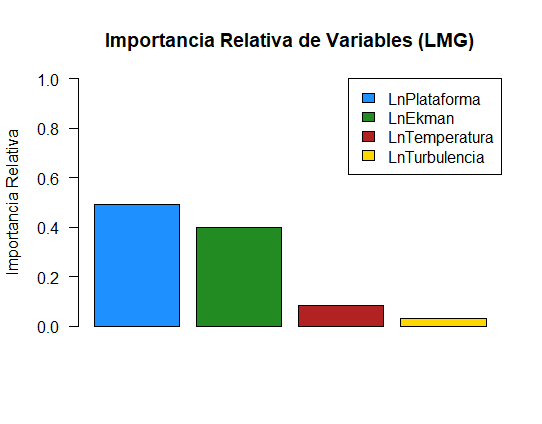 Importancia Relativa de Variables (LMG)
Importancia Relativa
1.0
0.8
0.6
0.4
0.2
0.0
LnPlataforma
LnEkman
LnTemperatura
LnTurbulencia